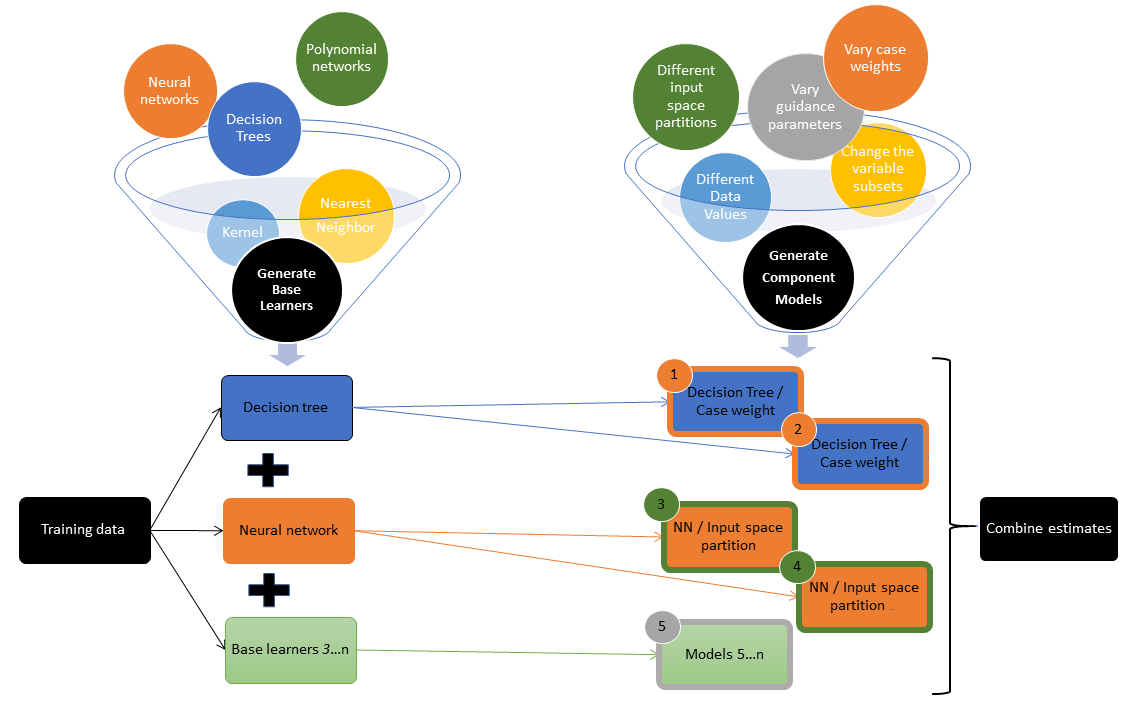 Polynomial
networks
Neural
networks
Decision
Trees
Nearest
Neighbor
Kernel
Generate
Base
Learners
Vary case
weights
Different
input
space
partitions
Vary
guidance
parameters
Change the
variable
subsets
Different
Data
Values
Generate
Component
Models
Training data
Decision tree
Neural network
Base learners 3...n
1
Decision Tree /
Case weight
2
Decision Tree /
Case weight
3
NN / Input space
partition
4
NN / Input space
partition .
5
Models 5...n
Combine estimates